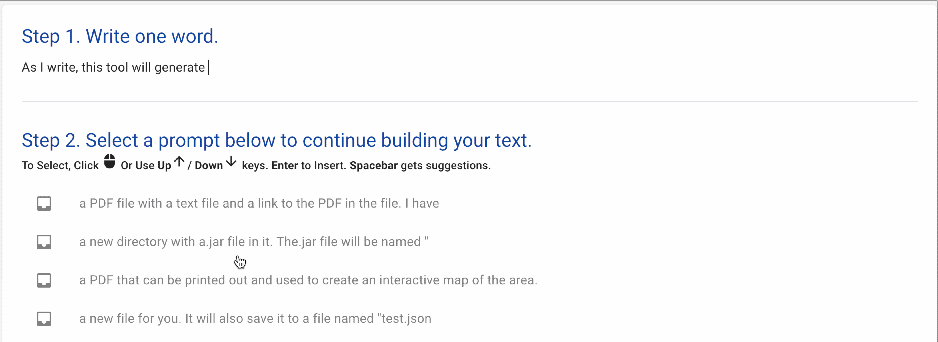 Step 1. Write one word.
As I write, this tool will generate
Step 2. Select a prompt below to continue building your text.
To Select, Click Or Use Up / Down keys. Enter to Insert. Spacebar gets suggestions.
a PDF file with a text file and a link to the PDF in the file. I have
a new directory with a.jar file in it. The.jar file will be named "
a PDF that can be printed out and used to create an interactive map of the area.
a new file for you. It will also save it to a file named "test.json